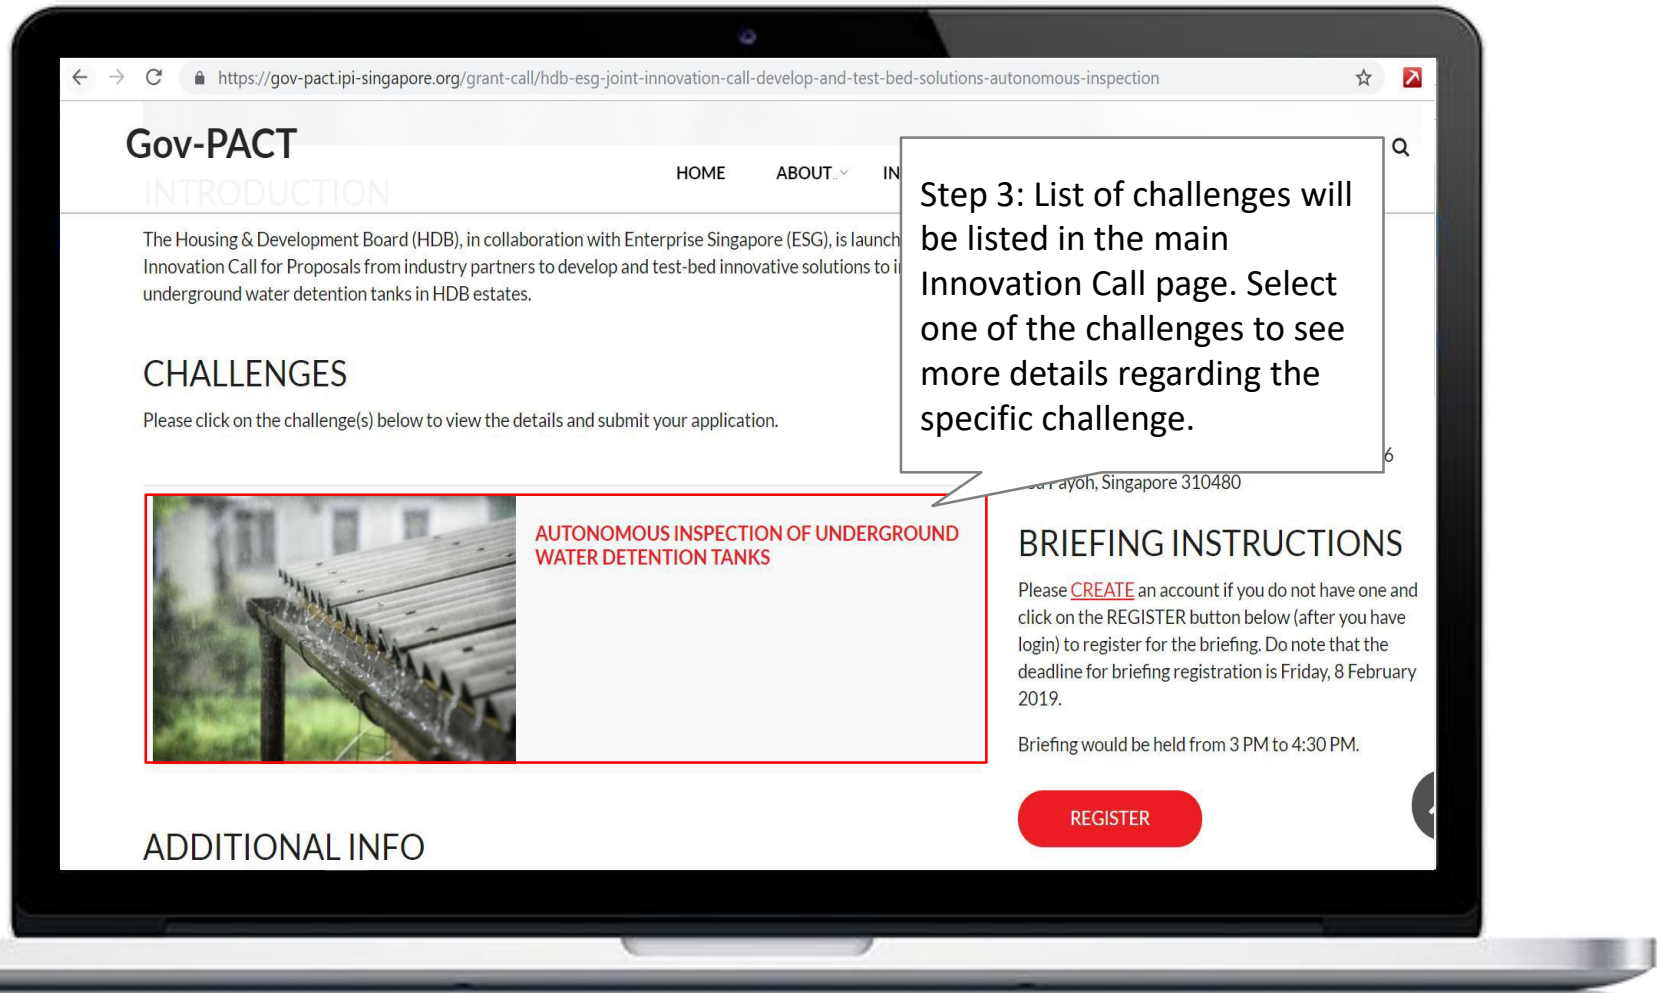 https://gov-pact.ipi-singapore.org/grant-call/hdb-esg-joint-innovation-call-develop-and-test-bed-solutions-autonomous-inspection
Gov-PACT
HOME ABOUT IN
INTRODUCTION
The Housing & Development Board (HDB), in collaboration with Enterprise Singapore (ESG), is launch
Innovation Call for Proposals from industry partners to develop and test-bed innovative solutions to i
underground water detention tanks in HDB estates.
Step 3: List of challenges will
be listed in the main
Innovation Call page. Select
one of the challenges to see
more details regarding the
specific challenge.
CHALLENGES
Please click on the challenge(s) below to view the details and submit your application.
AUTONOMOUS INSPECTION OF UNDERGROUND
WATER DETENTION TANKS
ADDITIONAL INFO
6
Payoh, Singapore 310480
BRIEFING INSTRUCTIONS
Please CREATE an account if you do not have one and
click on the REGISTER button below (after you have
login) to register for the briefing. Do note that the
deadline for briefing registration is Friday, 8 February
2019.
Briefing would be held from 3 PM to 4:30 PM.
REGISTER